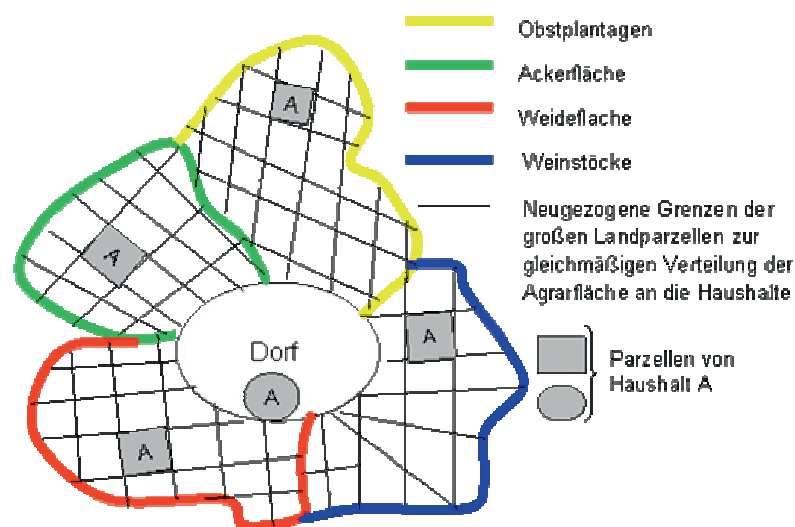 Obstplantagen
Ackerfläche
Weideflache
Weinstöcke
Neugezogene Grenzen der
großen Landparzellen zur
gleichmäßigen Verteilung der
Agrarfläche an die Haushalte
Parzellen von
Haushalt A
A
A
A
Dorf
A
A